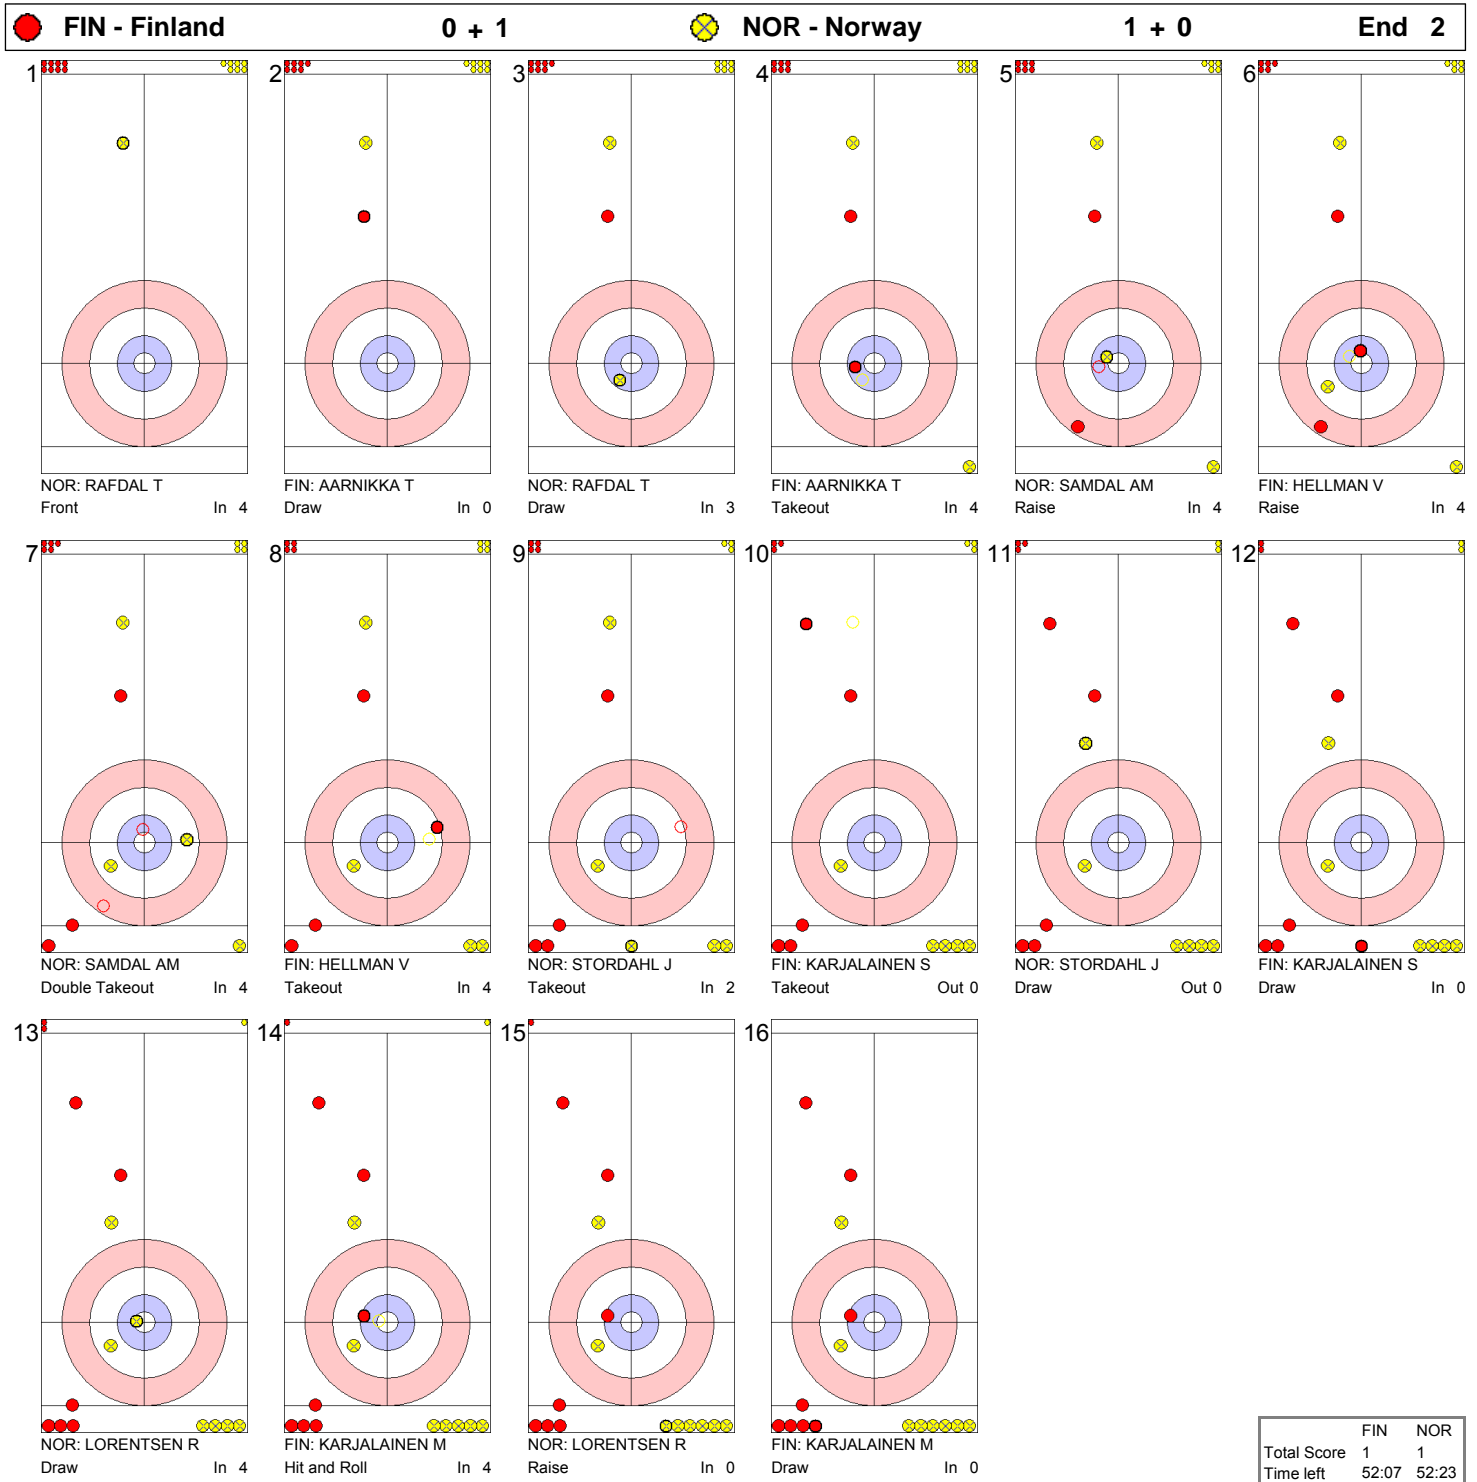 FIN - Finland 0 + 1 NOR - Norway 1 + 0 End 2
1 2 3 4 5 6
NOR: RAFDAL T FIN: AARNIKKA T NOR: RAFDAL T FIN: AARNIKKA T NOR: SAMDAL AM FIN: HELLMAN V
Front In 4 Draw In 0 Draw In 3 Takeout In 4 Raise In 4 Raise In 4
7 8 9 10 11 12
NOR: SAMDAL AM FIN: HELLMAN V NOR: STORDAHL J FIN: KARJALAINEN S NOR: STORDAHL J FIN: KARJALAINEN S
Double Takeout In 4 Takeout In 4 Takeout In 2 Takeout Out 0 Draw Out 0 Draw In 0
13 14 15 16
NOR: LORENTSEN R FIN: KARJALAINEN M NOR: LORENTSEN R FIN: KARJALAINEN M
Draw In 4 Hit and Roll In 4 Raise In 0 Draw In 0
FIN NOR
Total Score 1 1
Time left 52:07 52:23